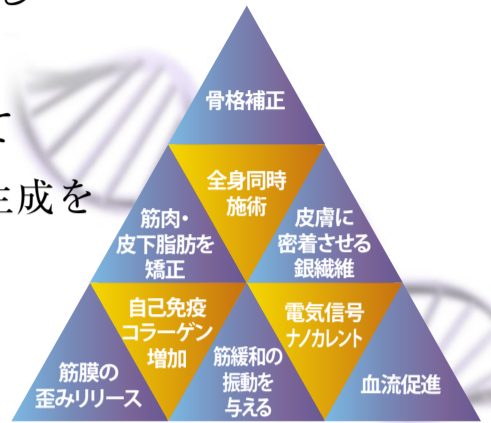 し
て
生成を
骨格補正
全身同時
施術
筋肉・
皮下脂肪を
矯正
皮膚に
密着させる
銀繊維
自己免疫
コラーゲン
増加
電気信号
ナノカレント
筋膜の
歪みリリース
筋緩和の
振動を
与える
血流促進